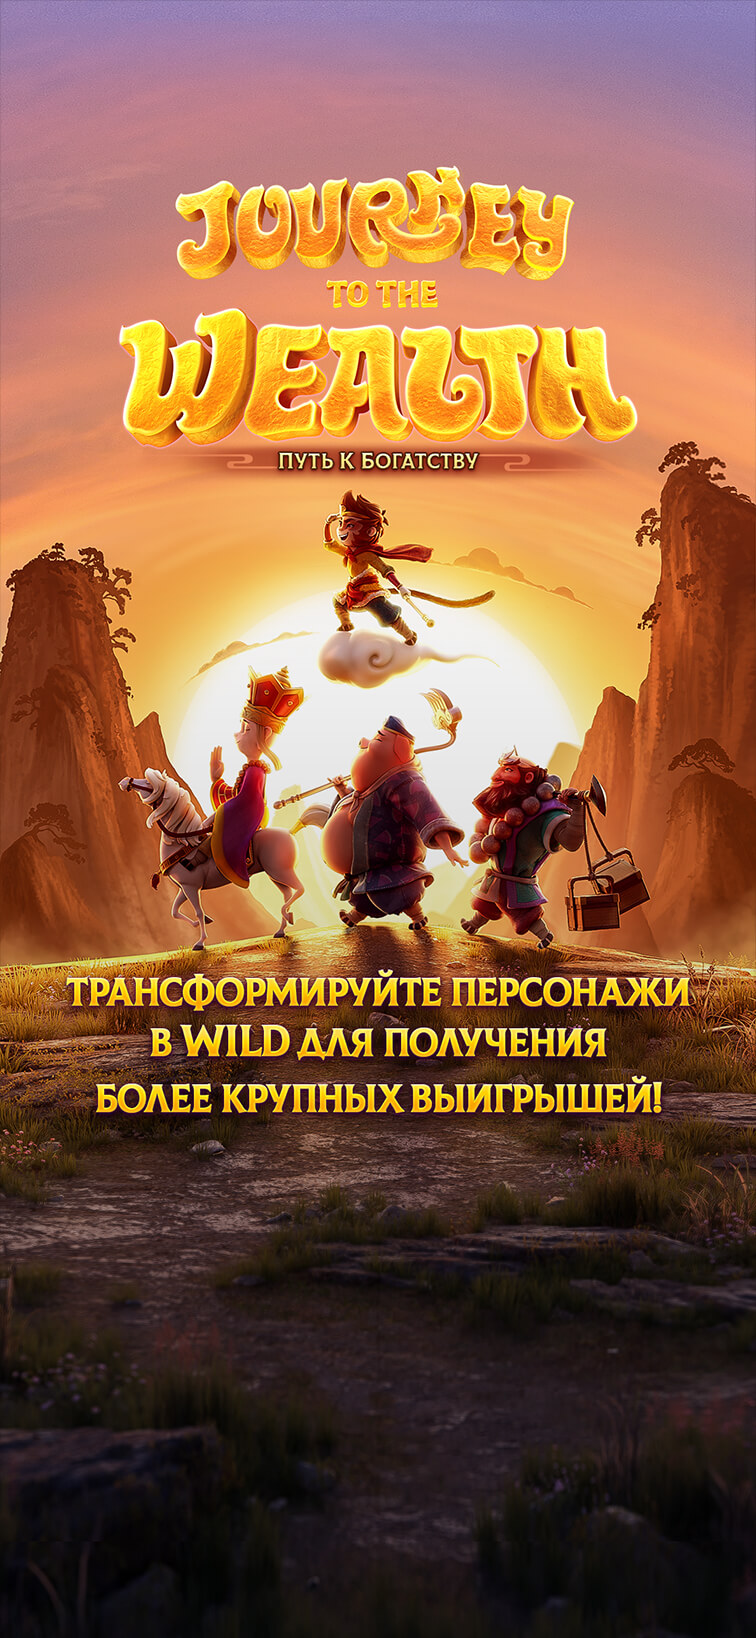 JOURNEY
TO THE
WEALTH
ПУТЬ К БОГАТСТВУ
ТРАНСФОРМИРУЙТЕ ПЕРСОНАЖИ
В WILD ДЛЯ ПОЛУЧЕНИЯ
БОЛЕЕ КРУПНЫХ ВЫИГРЫШЕЙ!